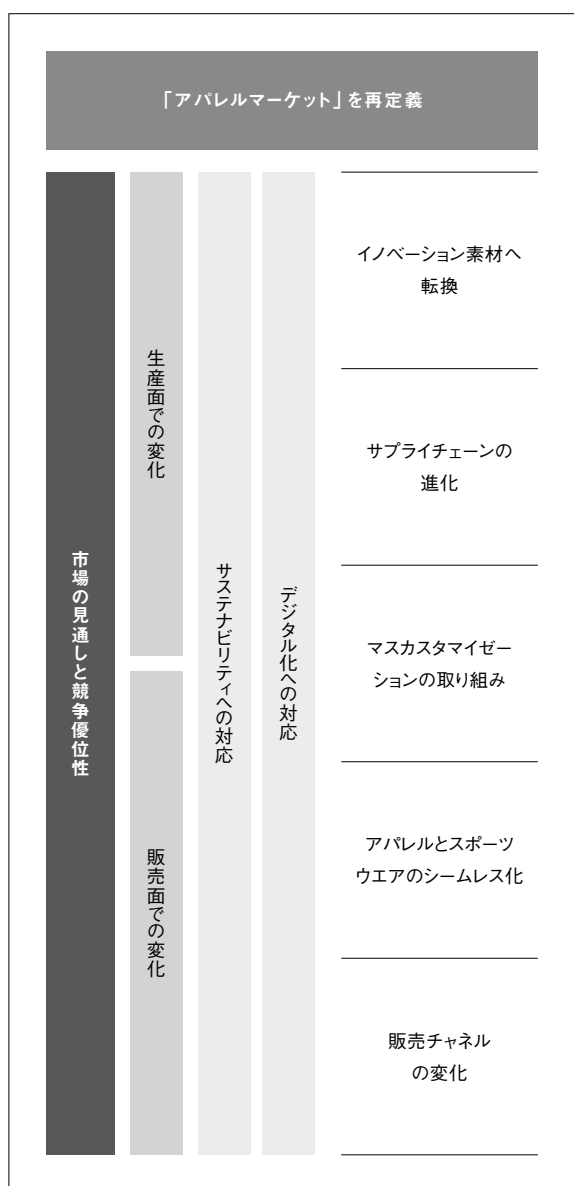 「アパレルマーケット」を再定義
市場の見通しと競争優位性
生産面での変化
販売面での変化
サステナビリティへの対応
デジタル化への対応
イノベーション素材へ
転換
サプライチェーンの
進化
マスカスタマイゼー
ションの取り組み
アパレルとスポーツ
ウエアのシームレス化
販売チャネル
の変化